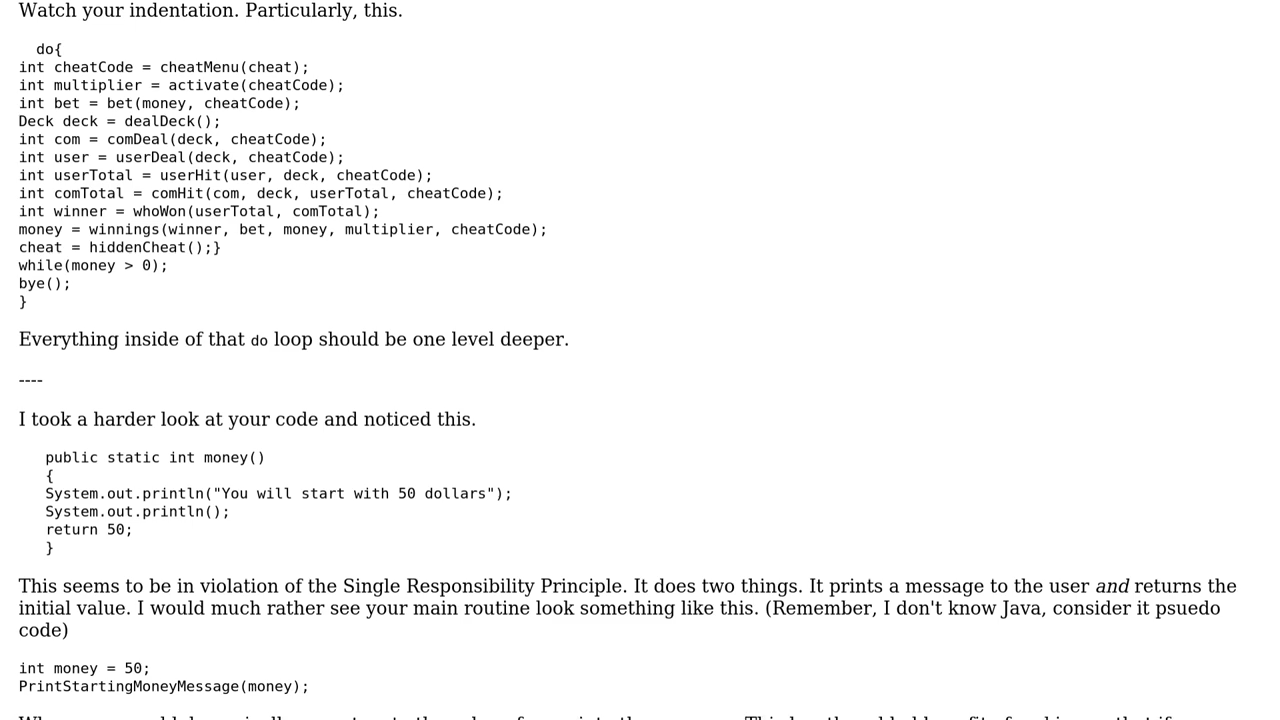 Watch your indentation. Particularly, this.
do{
int cheatCode = cheatMenu(cheat);
int multiplier = activate(cheatCode);
int bet = bet(money, cheatCode);
Deck deck = dealDeck();
int com = comDeal(deck, cheatCode);
int user = userDeal(deck, cheatCode);
int userTotal = userHit(user, deck, cheatCode);
int comTotal = comHit(com, deck, userTotal, cheatCode);
int winner = whoWon(userTotal, comTotal);
money = winnings(winner, bet, money, multiplier, cheatCode);
cheat = hiddenCheat();}
while(money > 0);
bye();
}
Everything inside of that do loop should be one level deeper.
----
I took a harder look at your code and noticed this.
public static int money()
{
System.out.println("You will start with 50 dollars");
System.out.println();
return 50;
}
This seems to be in violation of the Single Responsibility Principle. It does two things. It prints a message to the user and returns the
initial value. I would much rather see your main routine look something like this. (Remember, I don't know Java, consider it psuedo
code)
int money = 50;
PrintStartingMoneyMessage(money);